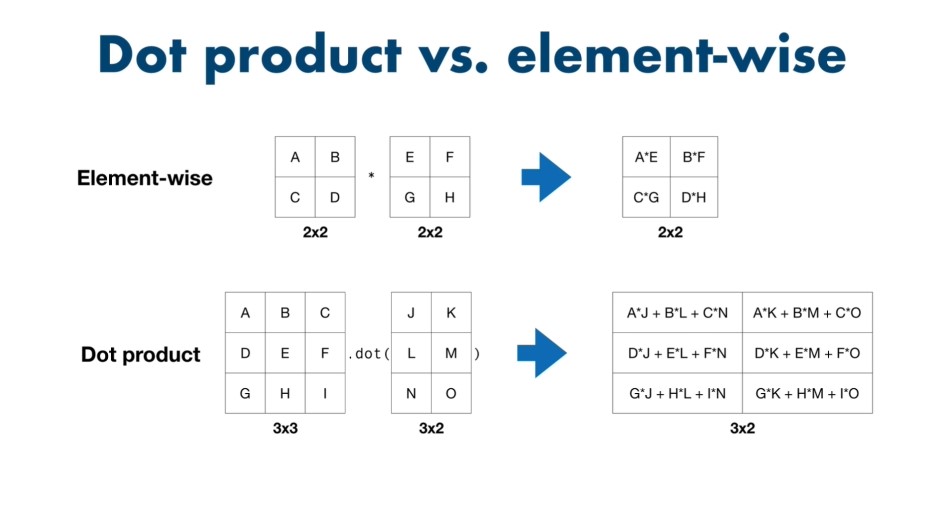 Dot product vs. element-wise
Element-wise
A B
C D
2x2
*
E F
G H
2x2
A*E B*F
C*G D*H
2x2
Dot product
A B C
D E F
G H I
3x3
.dot(
J K
L M
N O
)
3x2
A*J + B*L + C*N A*K + B*M + C*O
D*J + E*L + F*N D*K + E*M + F*O
G*J + H*L + I*N G*K + H*M + I*O
3x2